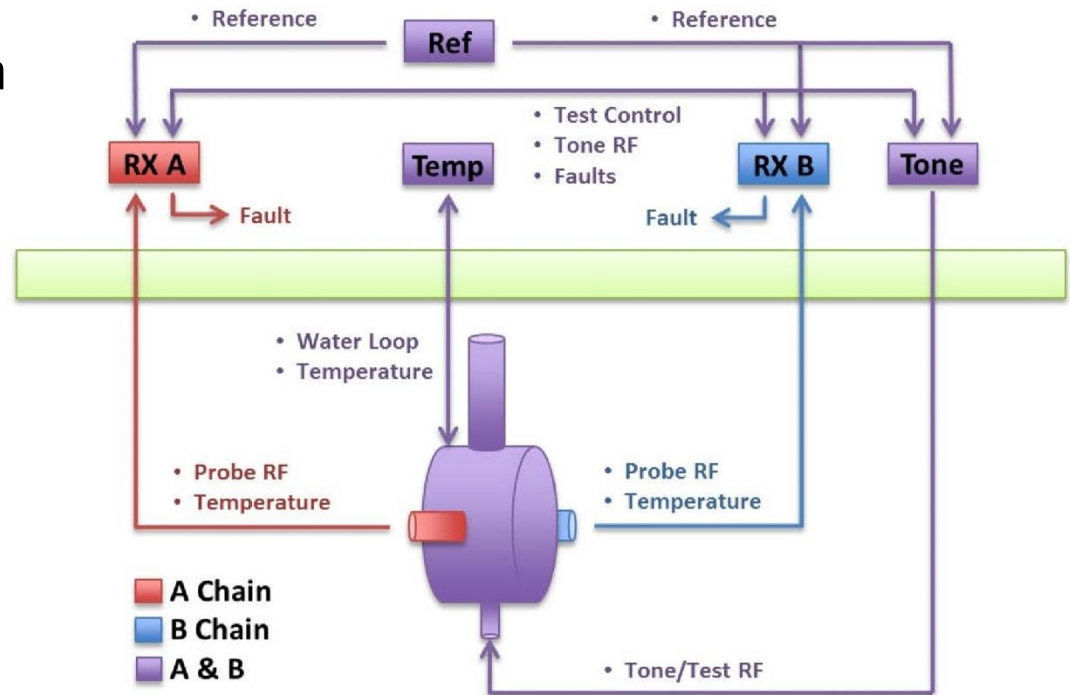 • Reference
• Reference
Ref
• Test Control
• Tone RF
• Faults
RX A
Temp
RX B
Tone
Fault
Fault
• Water Loop
• Temperature
• Probe RF
• Temperature
• Probe RF
• Temperature
A Chain
B Chain
A & B
• Tone/Test RF